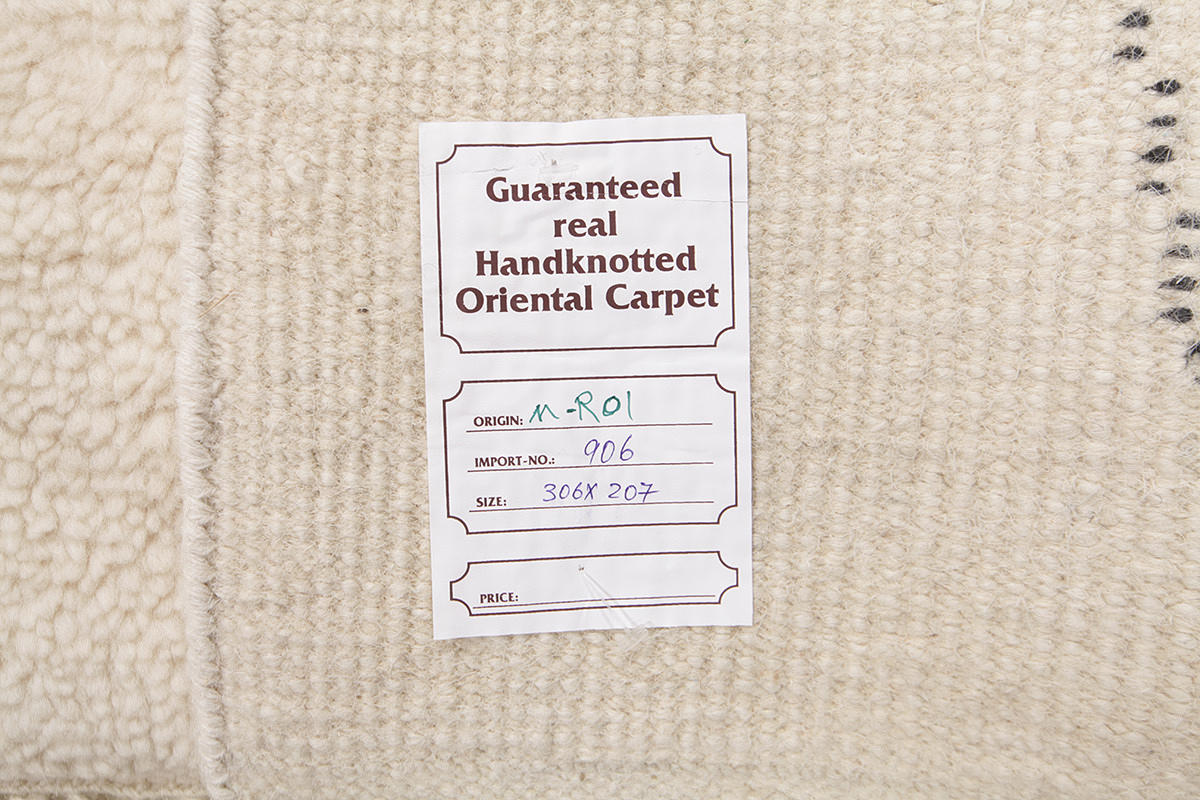 Guaranteed
real
Handknotted
Oriental Carpet
ORIGIN: M-R01
IMPORT-NO.: 906
SIZE: 306X 207
PRICE: